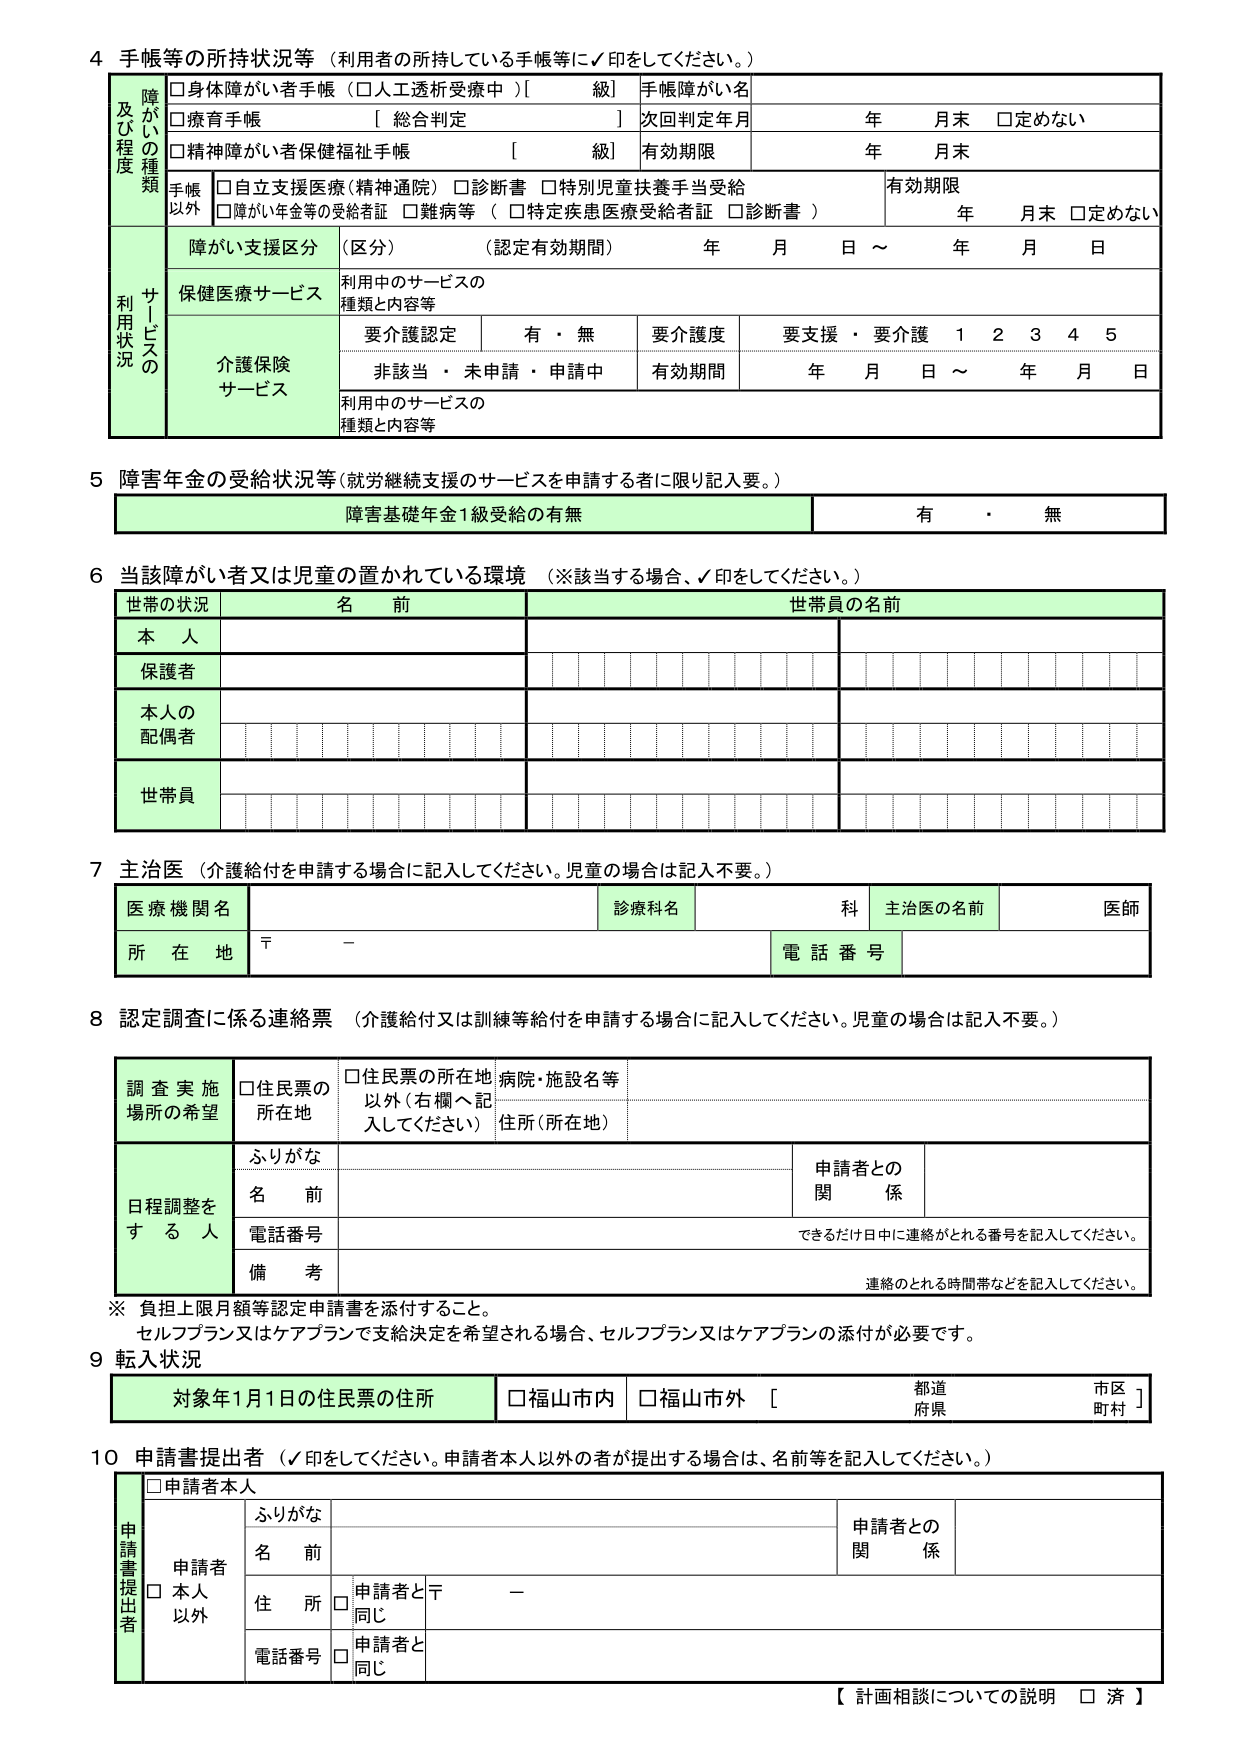 ４ 手帳等の所持状況等 （利用者の所持している手帳等に✓印をしてください。）
障がいの種類
及び程度
□身体障がい者手帳（□人工透析受療中 ）[ 級] 手帳障がい名
□療育手帳 [ 総合判定 ] 次回判定年月 年 月末 □定めない
□精神障がい者保健福祉手帳 [ 級] 有効期限 年 月末
手帳
以外
□自立支援医療（精神通院） □診断書 □特別児童扶養手当受給
□障がい年金等の受給者証 □難病等 （ □特定疾患医療受給者証 □診断書 ）
有効期限
年 月末 □定めない
サービスの
利用状況
障がい支援区分 （区分） （認定有効期間） 年 月 日 ～ 年 月 日
保健医療サービス
利用中のサービスの
種類と内容等
介護保険
サービス
要介護認定 有 ・ 無 要介護度 要支援 ・ 要介護 １ ２ ３ ４ ５
非該当 ・ 未申請 ・ 申請中 有効期間 年 月 日 ～ 年 月 日
利用中のサービスの
種類と内容等
５ 障害年金の受給状況等（就労継続支援のサービスを申請する者に限り記入要。）
障害基礎年金１級受給の有無 有 ・ 無
６ 当該障がい者又は児童の置かれている環境 （※該当する場合、✓印をしてください。）
世帯の状況 名 前 世帯員の名前
本 人
保護者
本人の
配偶者
世帯員
７ 主治医 （介護給付を申請する場合に記入してください。児童の場合は記入不要。）
医療機関名 診療科名 科 主治医の名前 医師
所 在 地 〒 － 電 話 番 号
８ 認定調査に係る連絡票 （介護給付又は訓練等給付を申請する場合に記入してください。児童の場合は記入不要。）
調 査 実 施
場所の希望
□住民票の
所在地
□住民票の所在地
以外（右欄へ記
入してください）
病院・施設名等
住所（所在地）
日程調整を
す る 人
ふりがな
名 前
申請者との
関 係
電話番号 できるだけ日中に連絡がとれる番号を記入してください。
備 考 連絡のとれる時間帯などを記入してください。
※ 負担上限月額等認定申請書を添付すること。
セルフプラン又はケアプランで支給決定を希望される場合、セルフプラン又はケアプランの添付が必要です。
９ 転入状況
対象年１月１日の住民票の住所 □福山市内 □福山市外 [ 都道
府県 市区
町村 ]
１０ 申請書提出者 （✓印をしてください。申請者本人以外の者が提出する場合は、名前等を記入してください。）
申請書提出者
□申請者本人
□ 申請者
本人
以外
ふりがな
名 前
申請者との
関 係
住 所 □ 申請者と
同じ 〒 －
電話番号 □ 申請者と
同じ
【 計画相談についての説明 □ 済 】